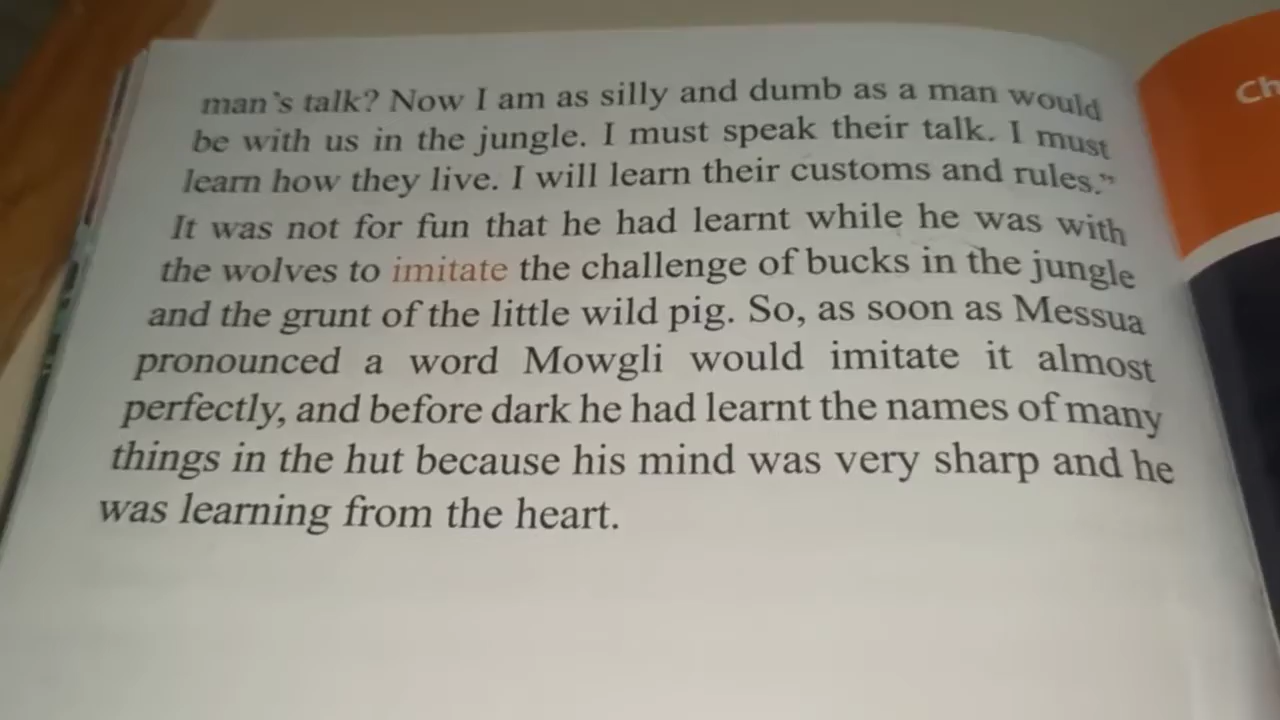 man's talk? Now I am as silly and dumb as a man would
be with us in the jungle. I must speak their talk. I must
learn how they live. I will learn their customs and rules."
It was not for fun that he had learnt while he was with
the wolves to imitate the challenge of bucks in the jungle
and the grunt of the little wild pig. So, as soon as Messua
pronounced a word Mowgli would imitate it almost
perfectly, and before dark he had learnt the names of many
things in the hut because his mind was very sharp and he
was learning from the heart.
Ch